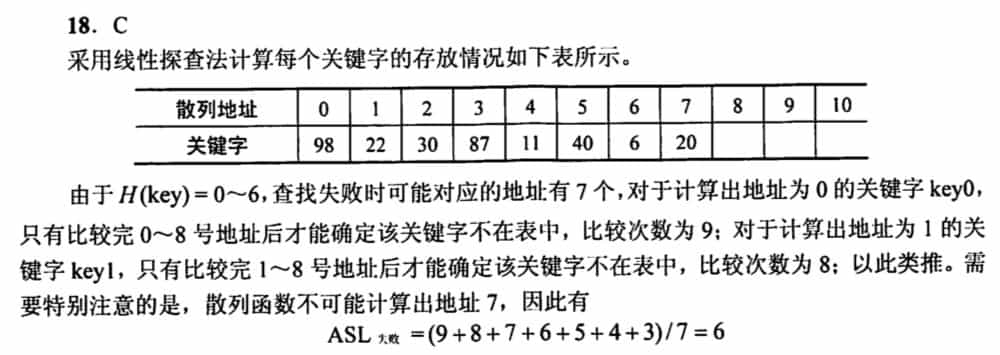 18. C
采用线性探查法计算每个关键字的存放情况如下表所示。
散列地址 0 1 2 3 4 5 6 7 8 9 10
关键字 98 22 30 87 11 40 6 20
由于 H(key) = 0～6, 查找失败时可能对应的地址有 7 个, 对于计算出地址为 0 的关键字 key0,
只有比较完 0～8 号地址后才能确定该关键字不在表中，比较次数为 9；对于计算出地址为 1 的关
键字 key1，只有比较完 1～8 号地址后才能确定该关键字不在表中，比较次数为 8；以此类推。需
要特别注意的是，散列函数不可能计算出地址 7，因此有
ASL 失败 = (9 + 8 + 7 + 6 + 5 + 4 + 3) / 7 = 6